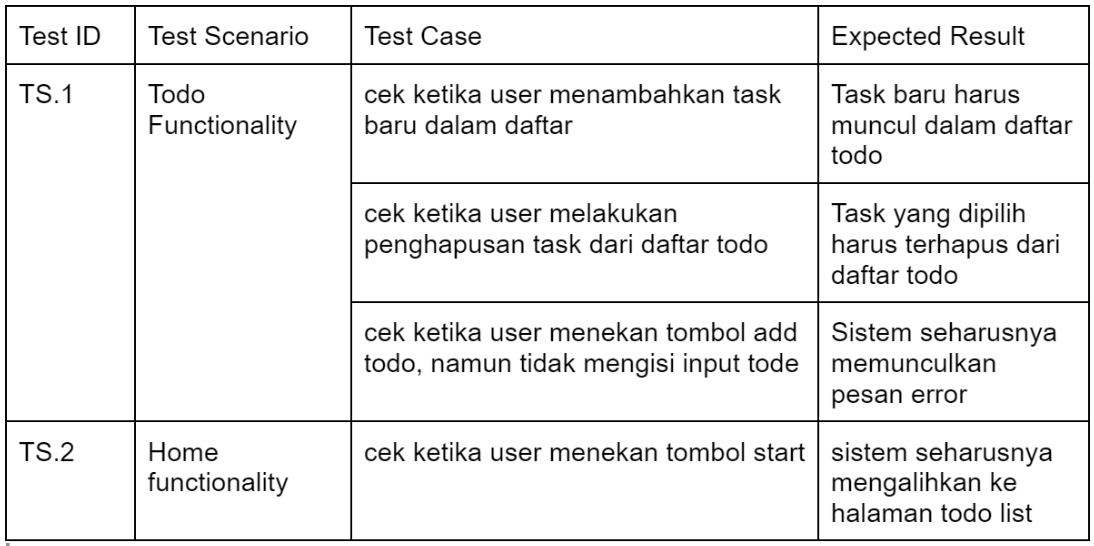 Test ID
Test Scenario
Test Case
Expected Result
TS.1
Todo
Functionality
cek ketika user menambahkan task
baru dalam daftar
Task baru harus
muncul dalam daftar
todo
cek ketika user melakukan
penghapusan task dari daftar todo
Task yang dipilih
harus terhapus dari
daftar todo
cek ketika user menekan tombol add
todo, namun tidak mengisi input tode
Sistem seharusnya
memunculkan
pesan error
TS.2
Home
functionality
cek ketika user menekan tombol start
sistem seharusnya
mengalihkan ke
halaman todo list